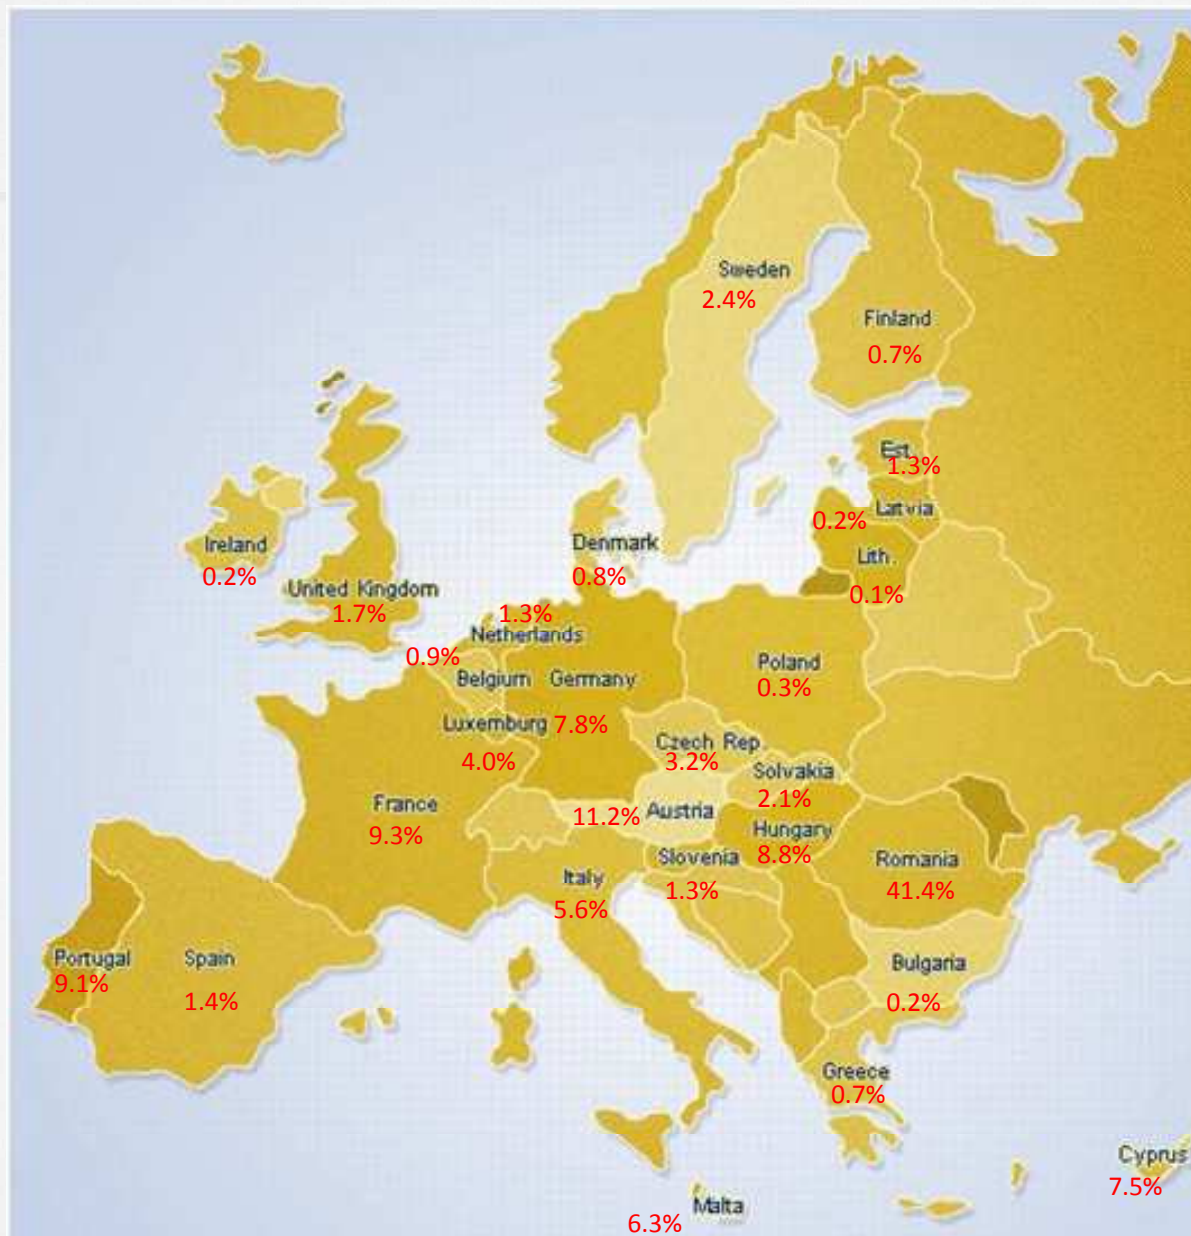 Sweden
2.4%
Finland
0.7%
Est.
1.3%
Latvia
0.2%
Lith.
0.1%
Ireland
0.2%
United Kingdom
1.7%
Denmark
0.8%
1.3%
Netherlands
0.9%
Belgium
Germany
7.8%
Luxemburg
4.0%
Poland
0.3%
Czech Rep.
3.2%
Solvakia
2.1%
France
9.3%
11.2%
Austria
Hungary
8.8%
Slovenia
1.3%
Romania
41.4%
Italy
5.6%
Portugal
9.1%
Spain
1.4%
Bulgaria
0.2%
Greece
0.7%
Cyprus
7.5%
Malta
6.3%